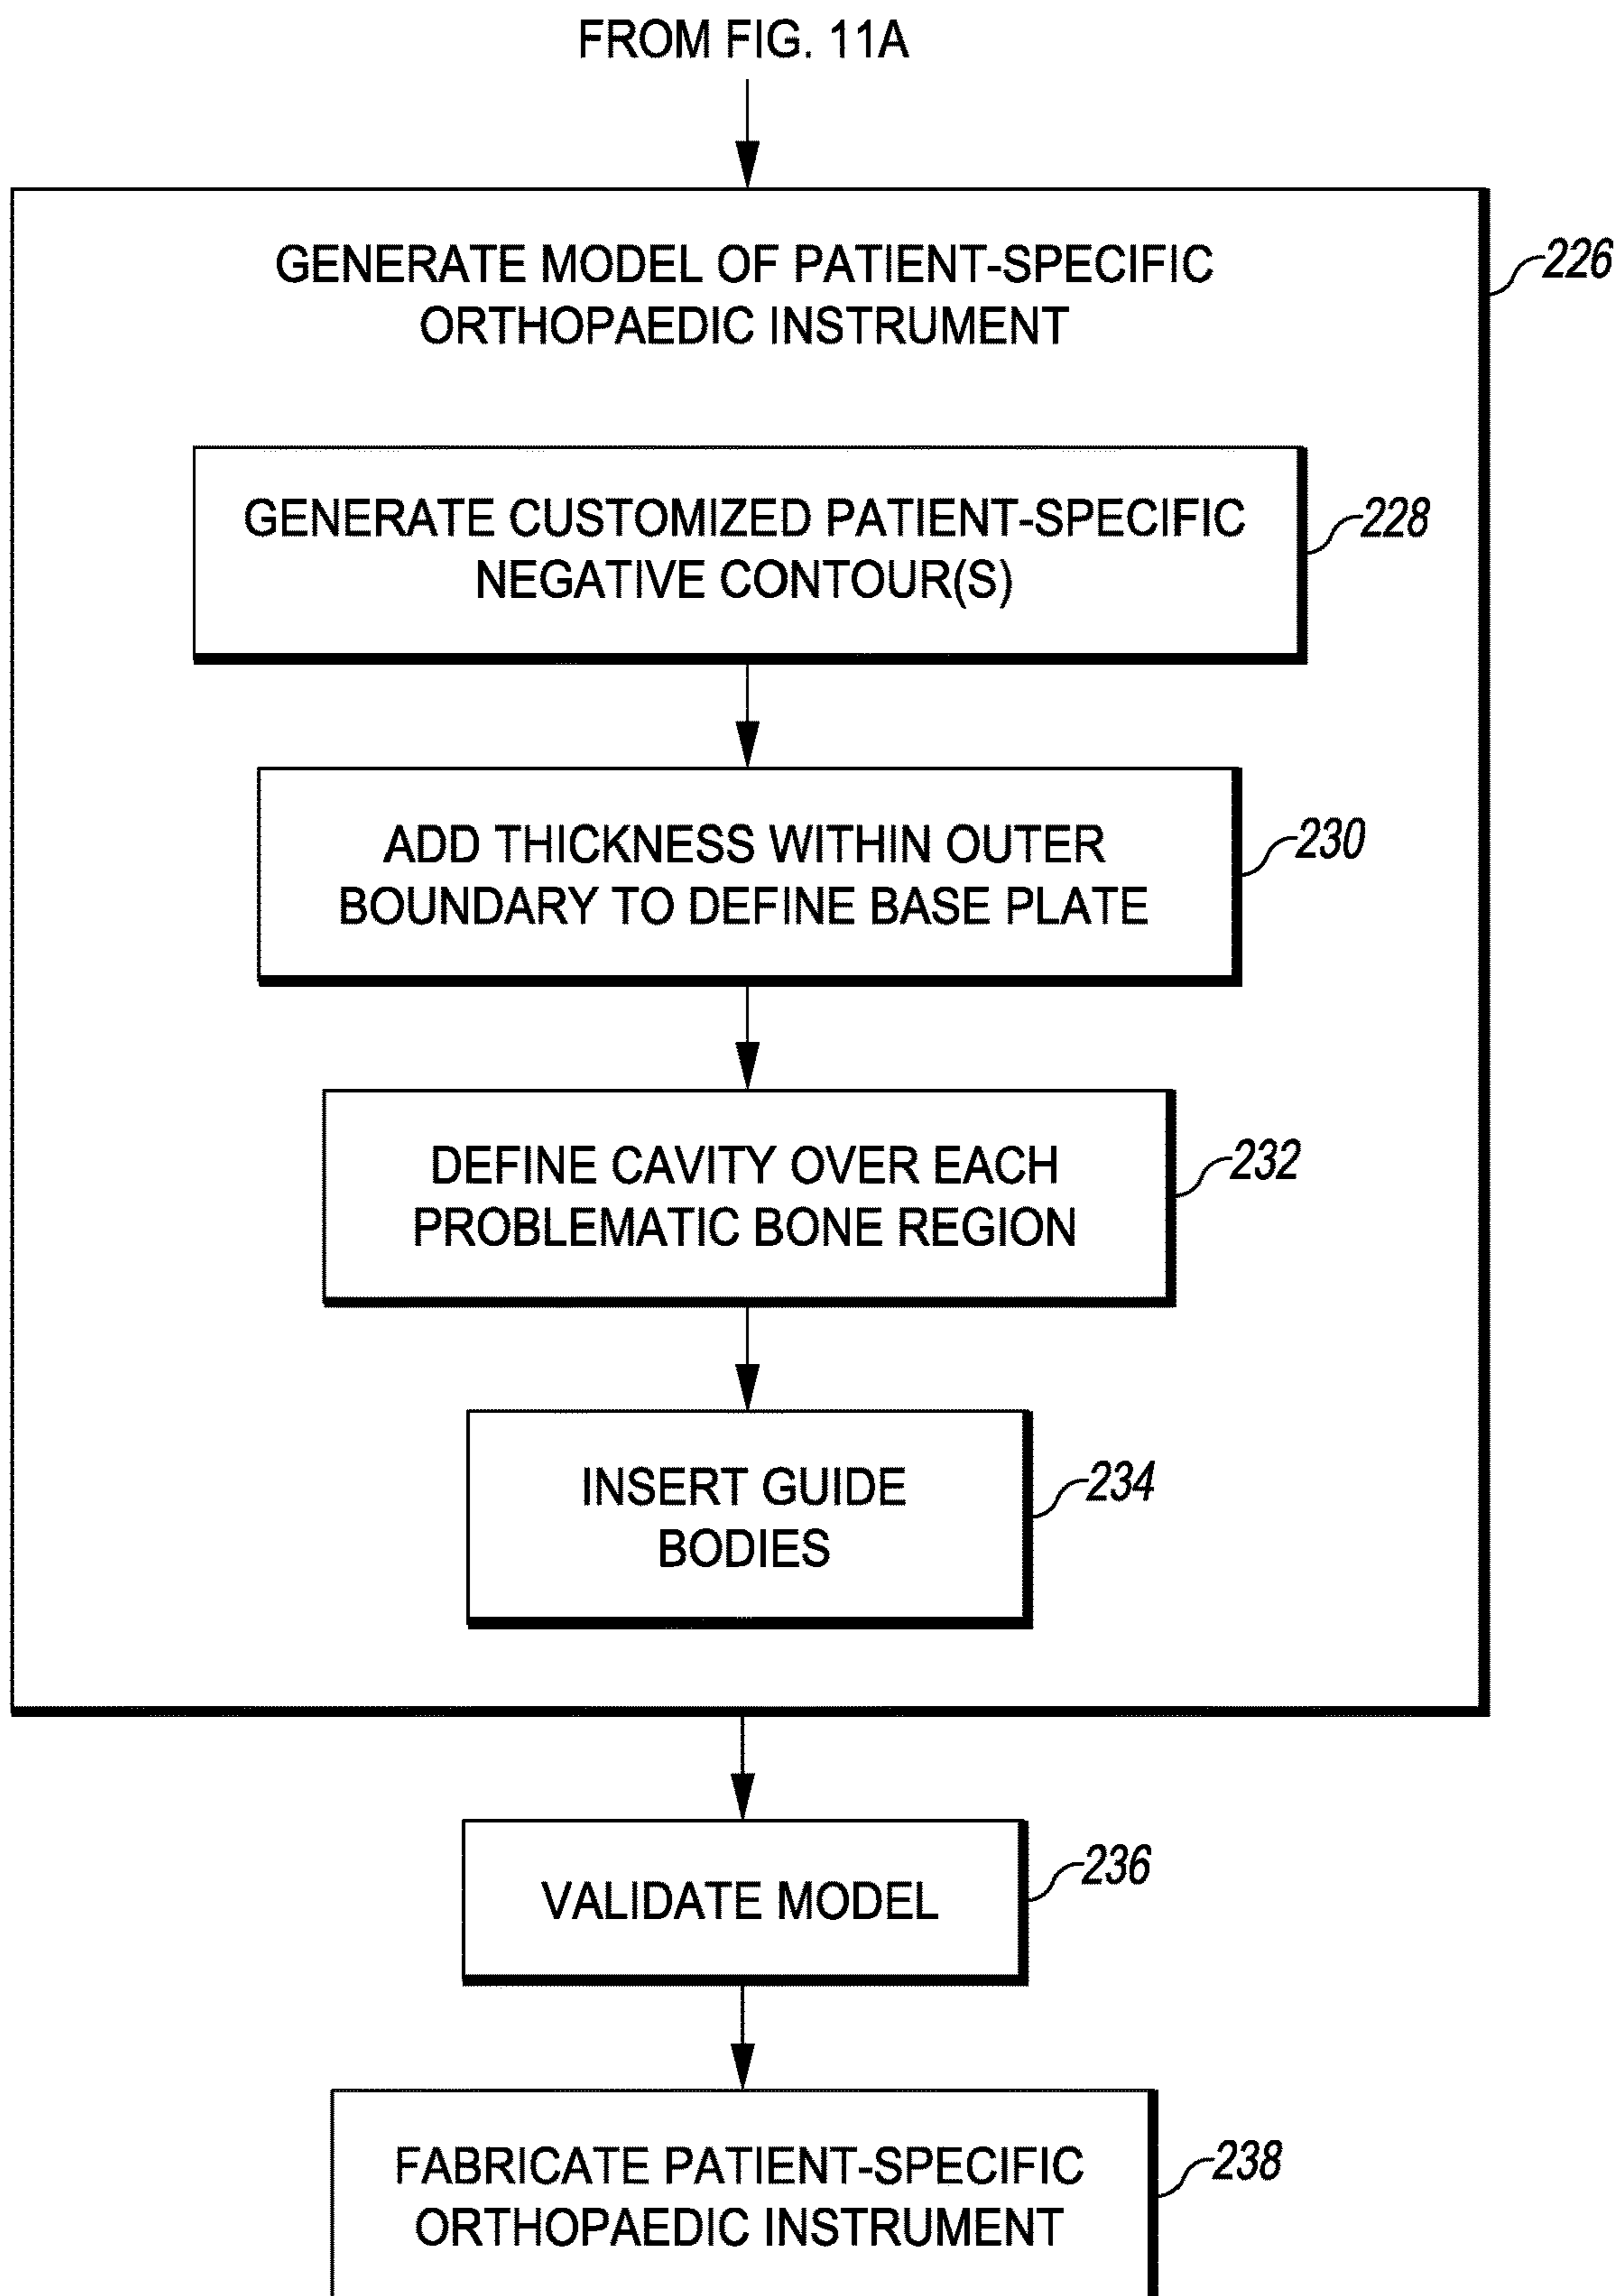 FROM FIG. 11A
GENERATE MODEL OF PATIENT-SPECIFIC
ORTHOPAEDIC INSTRUMENT
226
GENERATE CUSTOMIZED PATIENT-SPECIFIC
NEGATIVE CONTOUR(S)
228
ADD THICKNESS WITHIN OUTER
BOUNDARY TO DEFINE BASE PLATE
230
DEFINE CAVITY OVER EACH
PROBLEMATIC BONE REGION
232
INSERT GUIDE
BODIES
234
VALIDATE MODEL
236
FABRICATE PATIENT-SPECIFIC
ORTHOPAEDIC INSTRUMENT
238